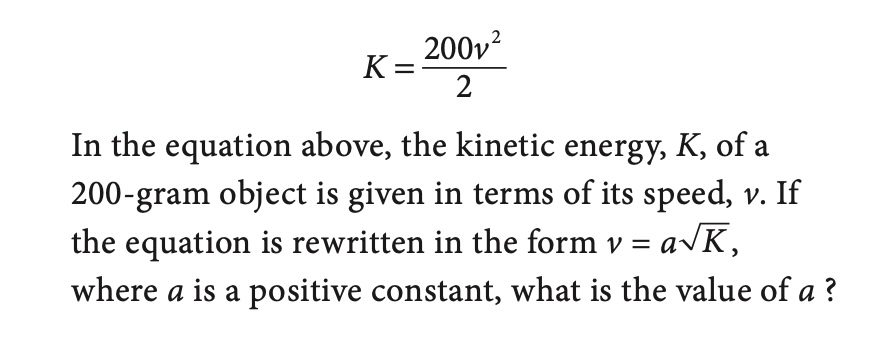 K = 200v²/2
In the equation above, the kinetic energy, K, of a
200-gram object is given in terms of its speed, v. If
the equation is rewritten in the form v = a√K,
where a is a positive constant, what is the value of a ?